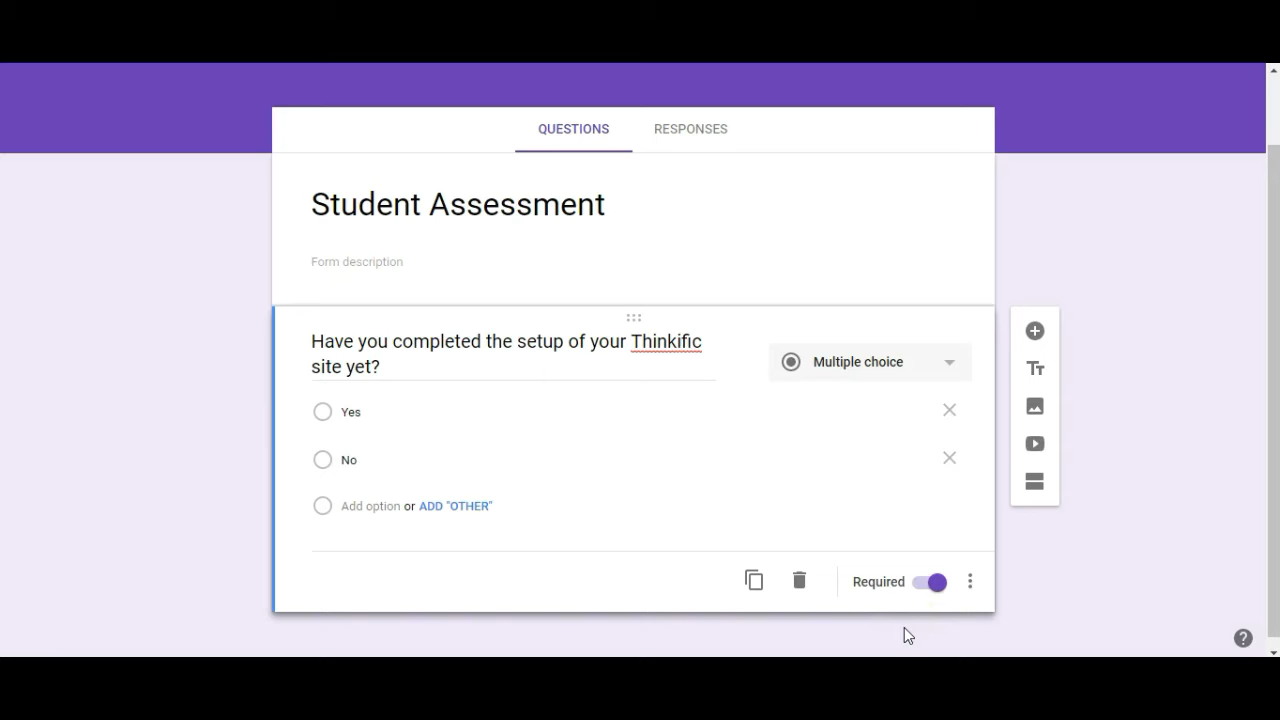 QUESTIONS RESPONSES
Student Assessment
Form description
Have you completed the setup of your Thinkific
site yet?
Multiple choice
Yes
No
Add option or ADD "OTHER"
Required